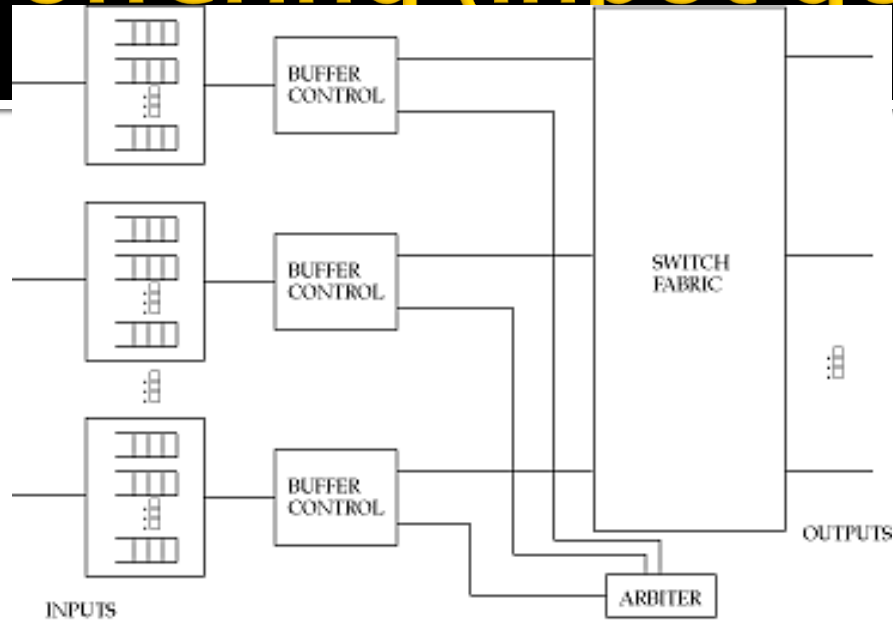 BUFFER
CONTROL
BUFFER
CONTROL
SWITCH
FABRIC
BUFFER
CONTROL
OUTPUTS
ARBITER
INPUTS